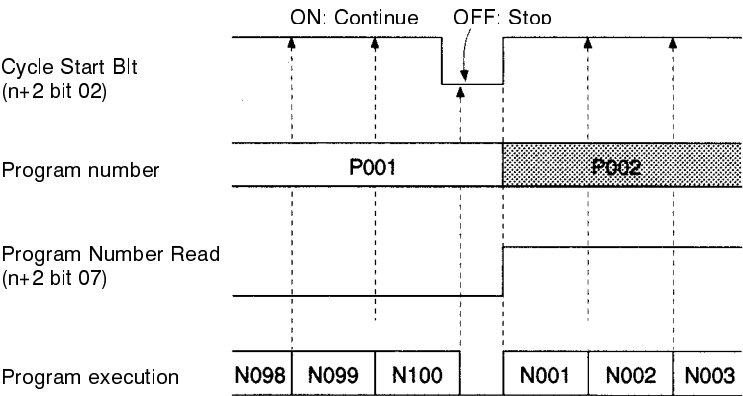 ON: Continue OFF: Stop
Cycle Start BIt
(n+2 bit 02)
Program number P001 P002
Program Number Read
(n+2 bit 07)
Program execution N098 N099 N100 N001 N002 N003